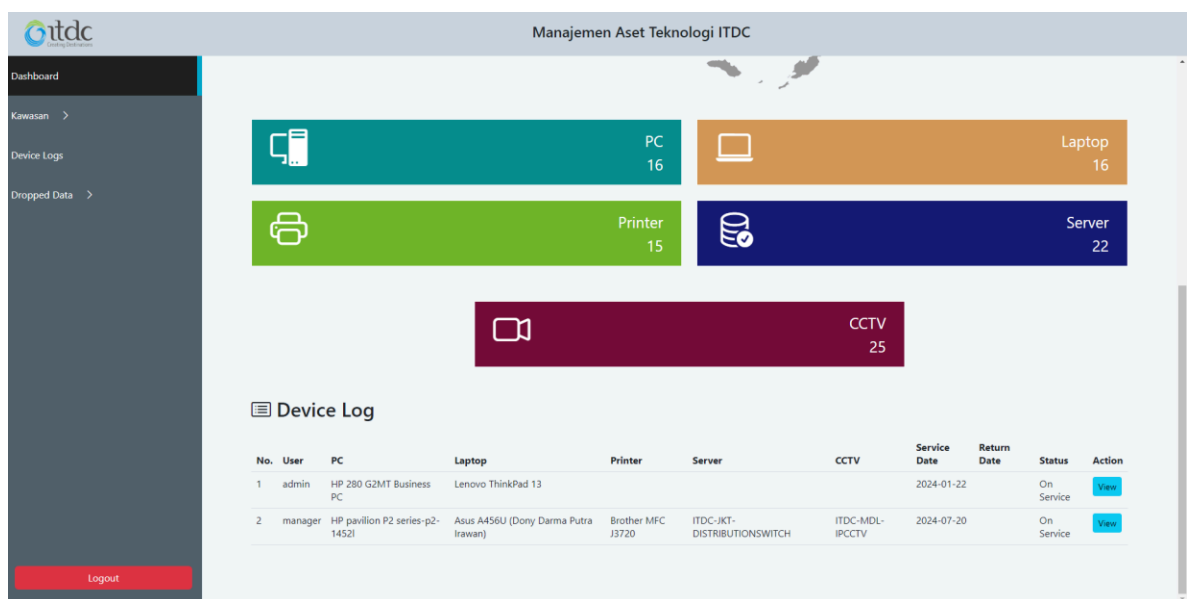 itdc
Creating Destinations
Manajemen Aset Teknologi ITDC
Dashboard
Kawasan
Device Logs
Dropped Data
Logout
PC
16
Laptop
16
Printer
15
Server
22
CCTV
25
Device Log
No. User PC Laptop Printer Server CCTV Service Date Return Date Status Action
1 admin HP 280 G2MT Business PC Lenovo ThinkPad 13 2024-01-22 On Service View
2 manager HP pavilion P2 series-p2-1452l Asus A456U (Dony Darma Putra Irawan) Brother MFC J3720 ITDC-JKT-DISTRIBUTIONSWITCH ITDC-MDL-IPCCTV 2024-07-20 On Service View